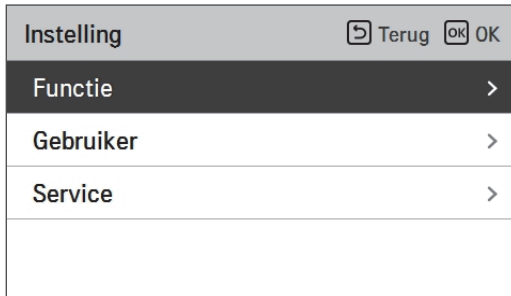 Instelling Terug OK OK
Functie >
Gebruiker >
Service >